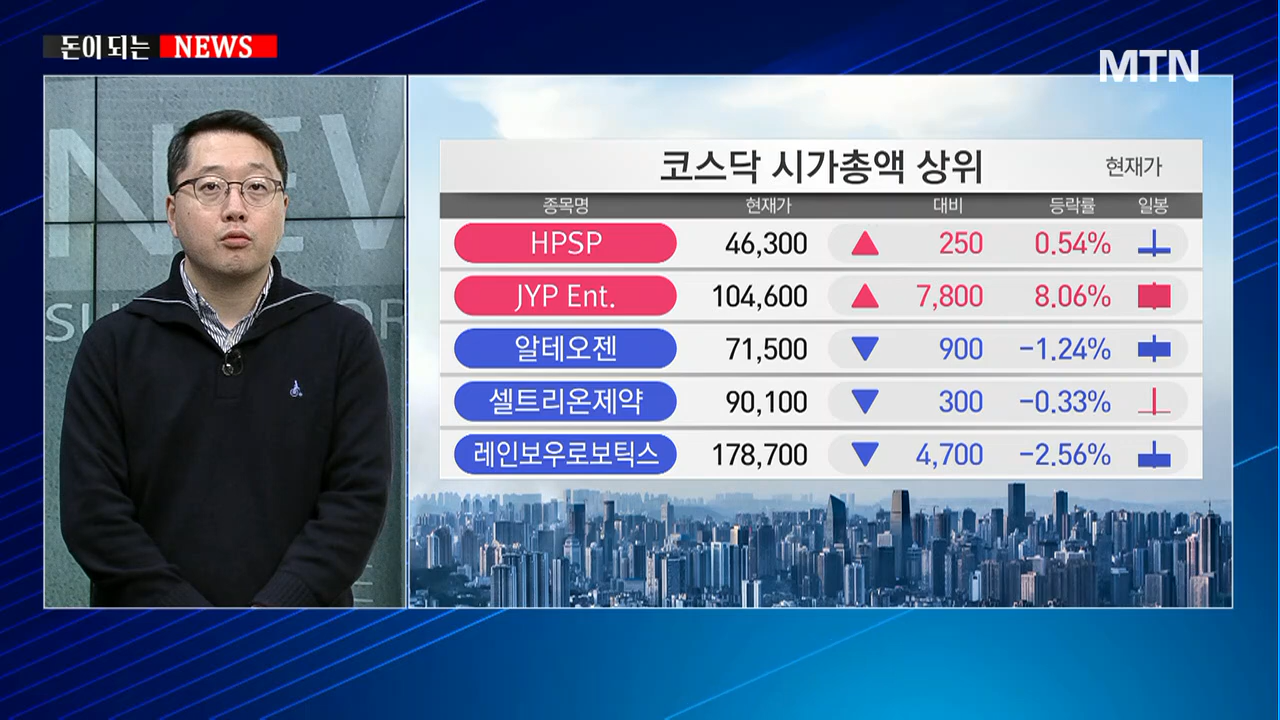 돈이 되는 NEWS
MTN
NEW
코스닥 시가총액 상위 현재가
종목명 현재가 대비 등락률 일봉
HPSP 46,300 ▲ 250 0.54%
JYP Ent. 104,600 ▲ 7,800 8.06%
알테오젠 71,500 ▼ 900 -1.24%
셀트리온제약 90,100 ▼ 300 -0.33%
레인보우로보틱스 178,700 ▼ 4,700 -2.56%